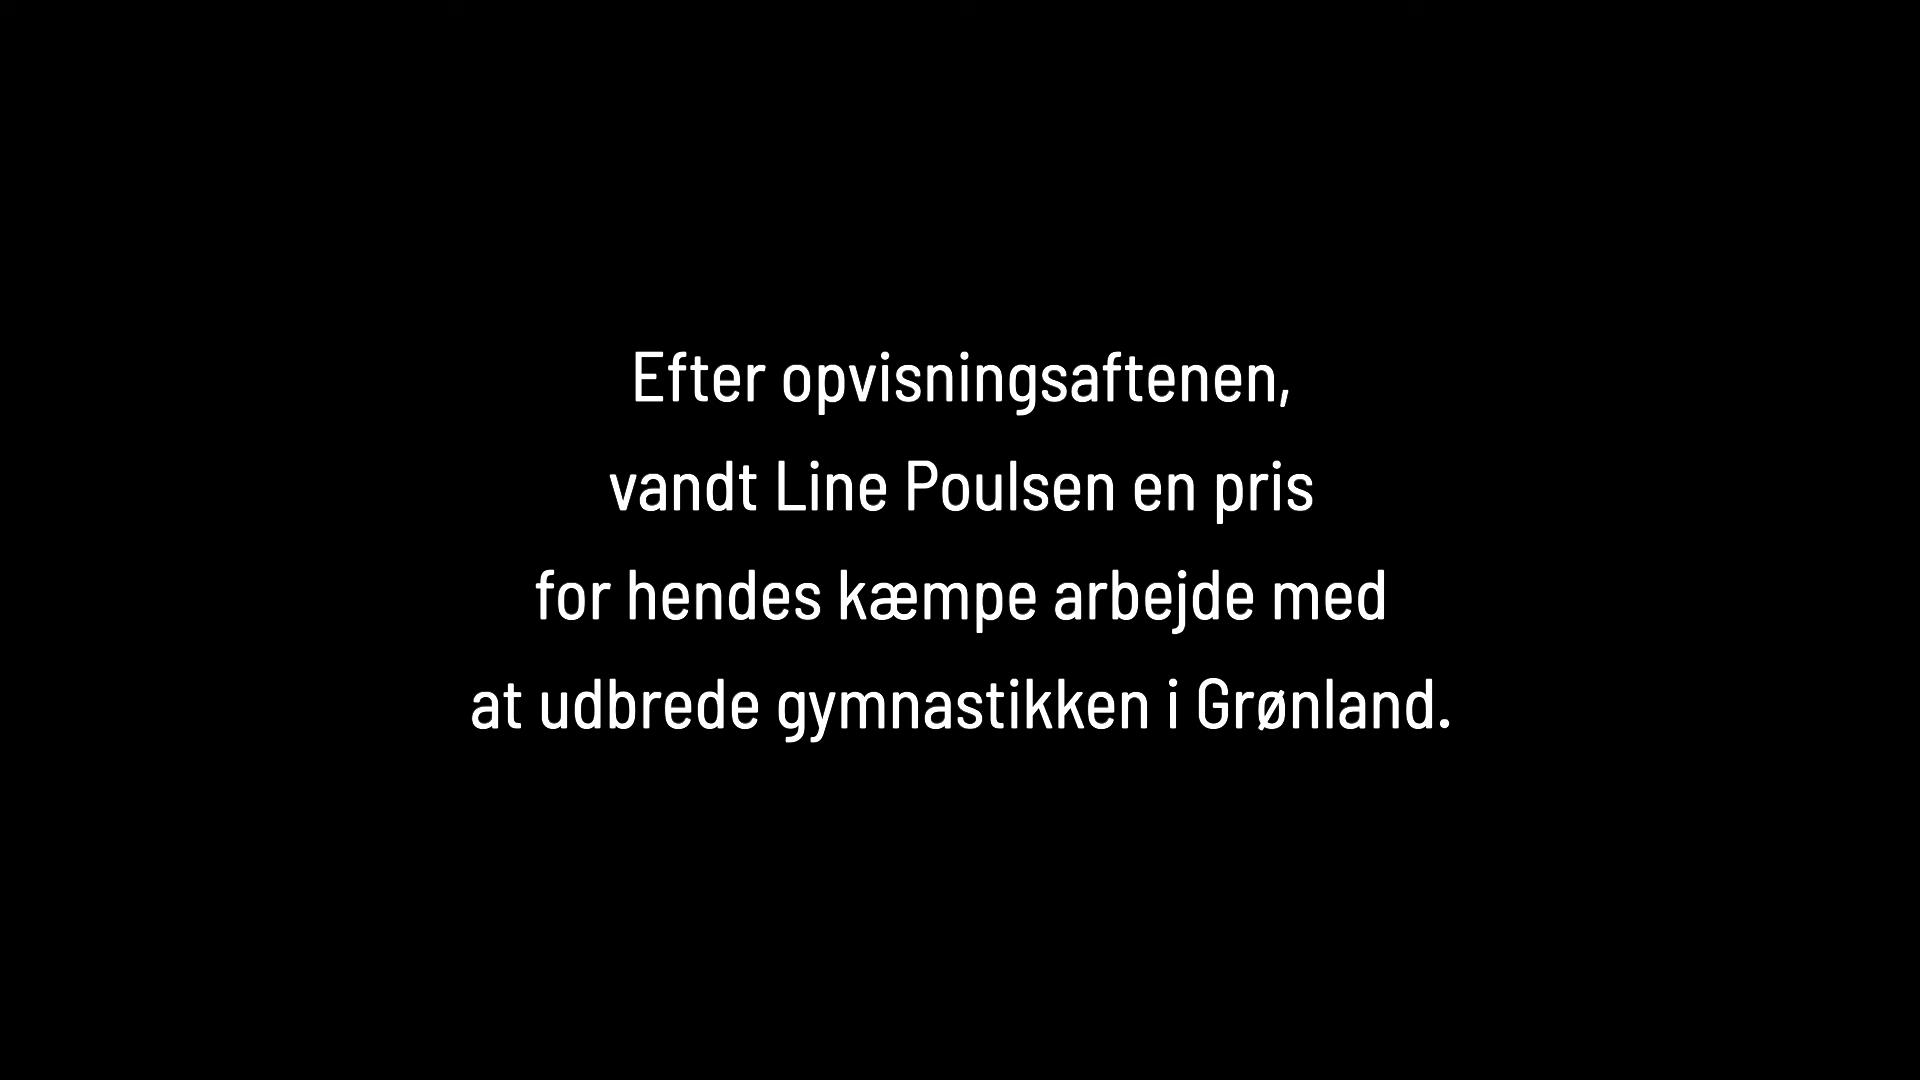 Efter opvisningsaftenen,
vandt Line Poulsen en pris
for hendes kæmpe arbejde med
at udbrede gymnastikken i Grønland.